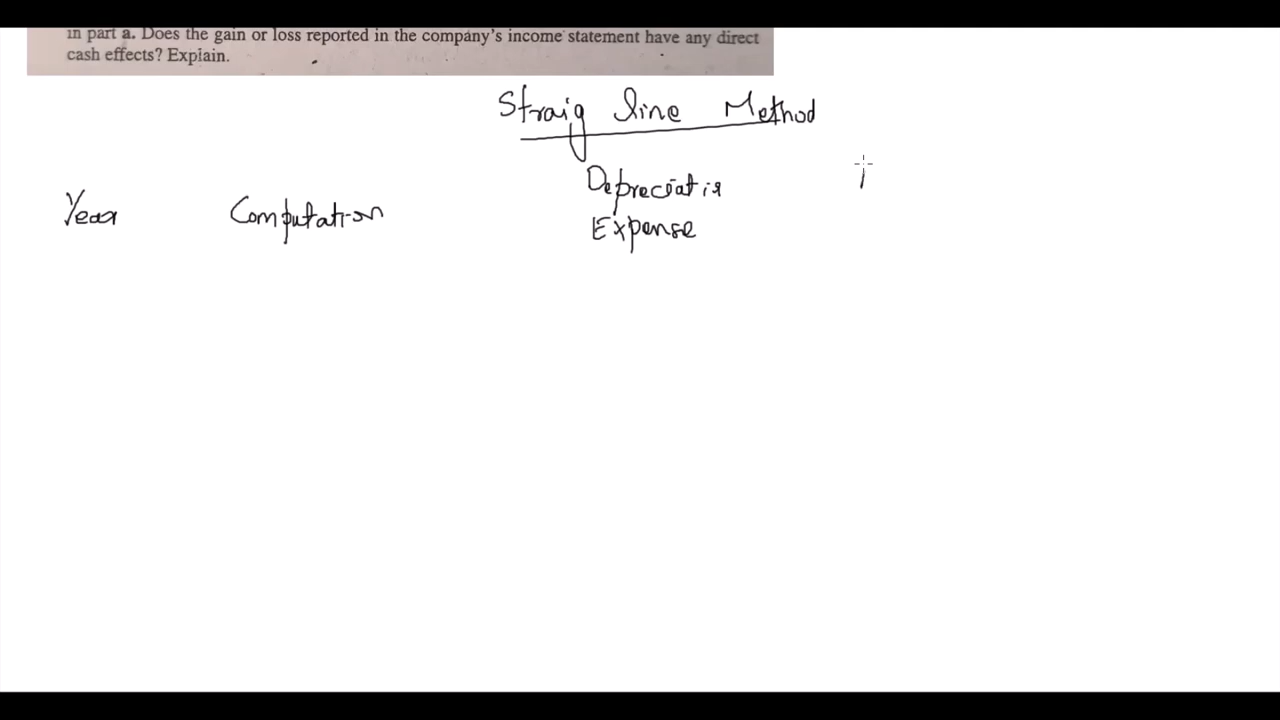 in part a. Does the gain or loss reported in the company's income statement have any direct
cash effects? Explain.
Straig line Method
Year Computation Depreciatio
Expense